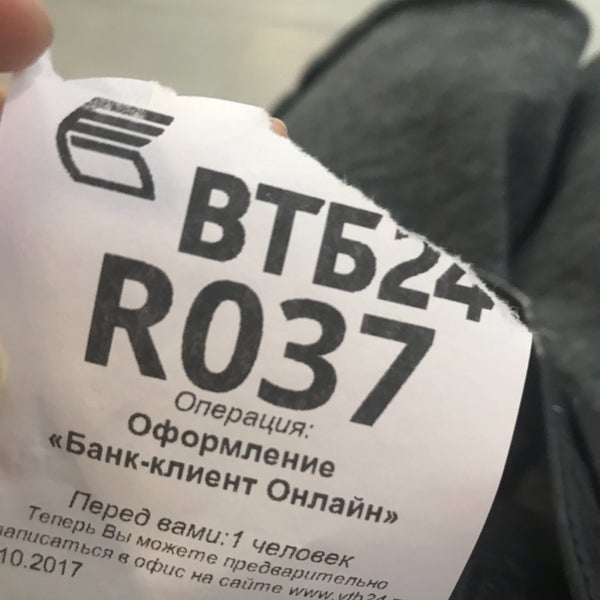 ВТБ24
R037
Операция:
Оформление
«Банк-клиент Онлайн»
Перед вами:1 человек
Теперь Вы можете предварительно
записаться в офис на сайте www.vtb24.
10.2017